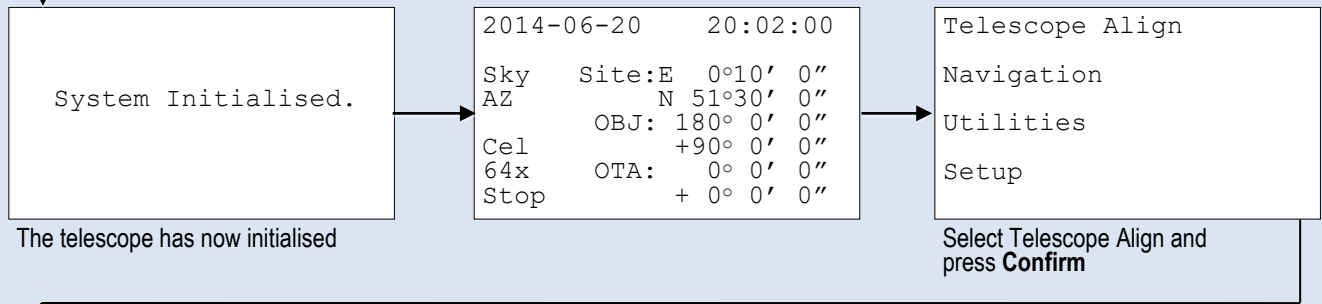 System Initialised.
The telescope has now initialised
2014-06-20 20:02:00
Sky Site:E 0°10′ 0″
AZ N 51°30′ 0″
OBJ: 180° 0′ 0″
Cel +90° 0′ 0″
64x OTA: 0° 0′ 0″
Stop + 0° 0′ 0″
Telescope Align
Navigation
Utilities
Setup
Select Telescope Align and
press Confirm